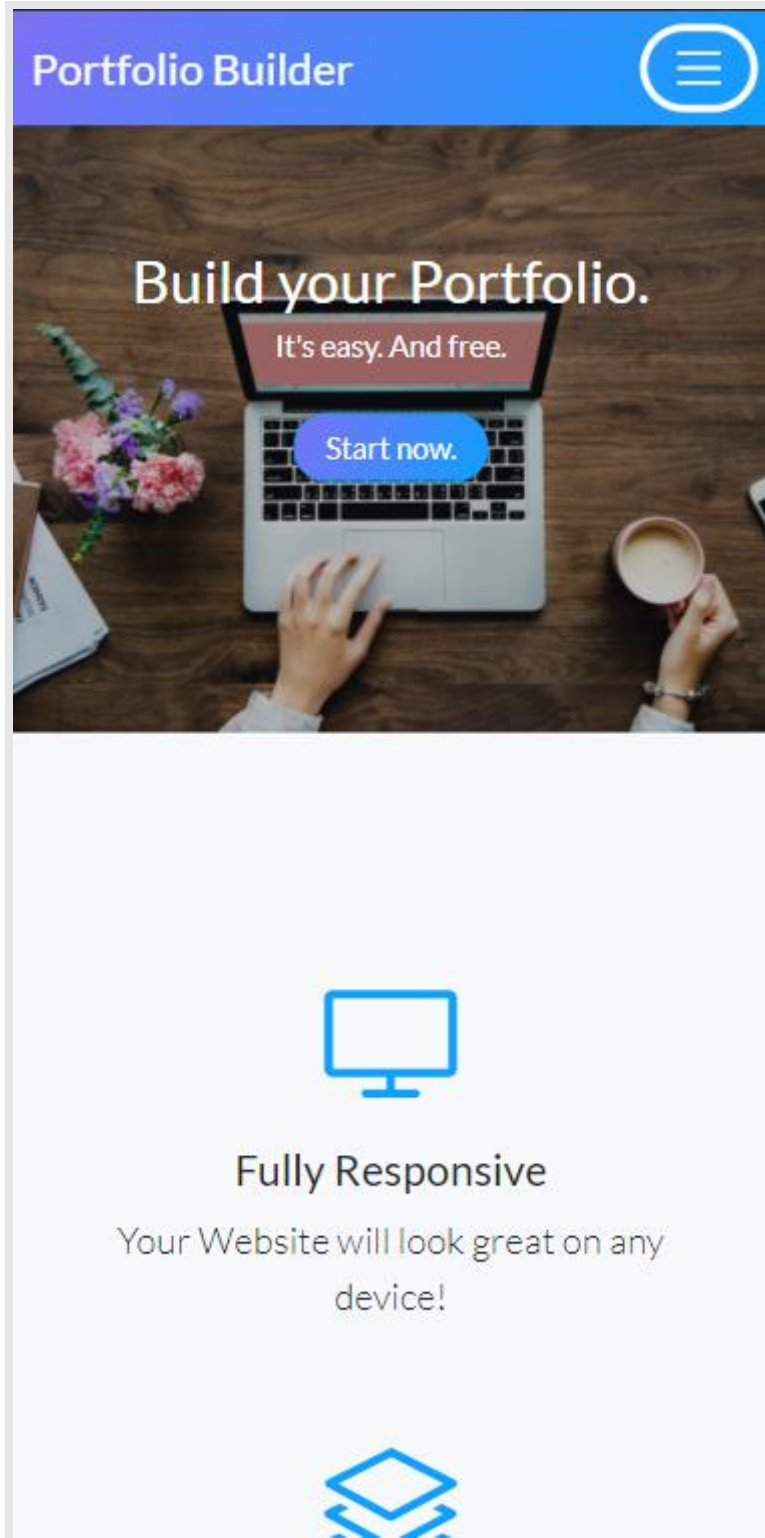 Portfolio Builder
Build your Portfolio.
It's easy. And free.
Start now.
Fully Responsive
Your Website will look great on any
device!